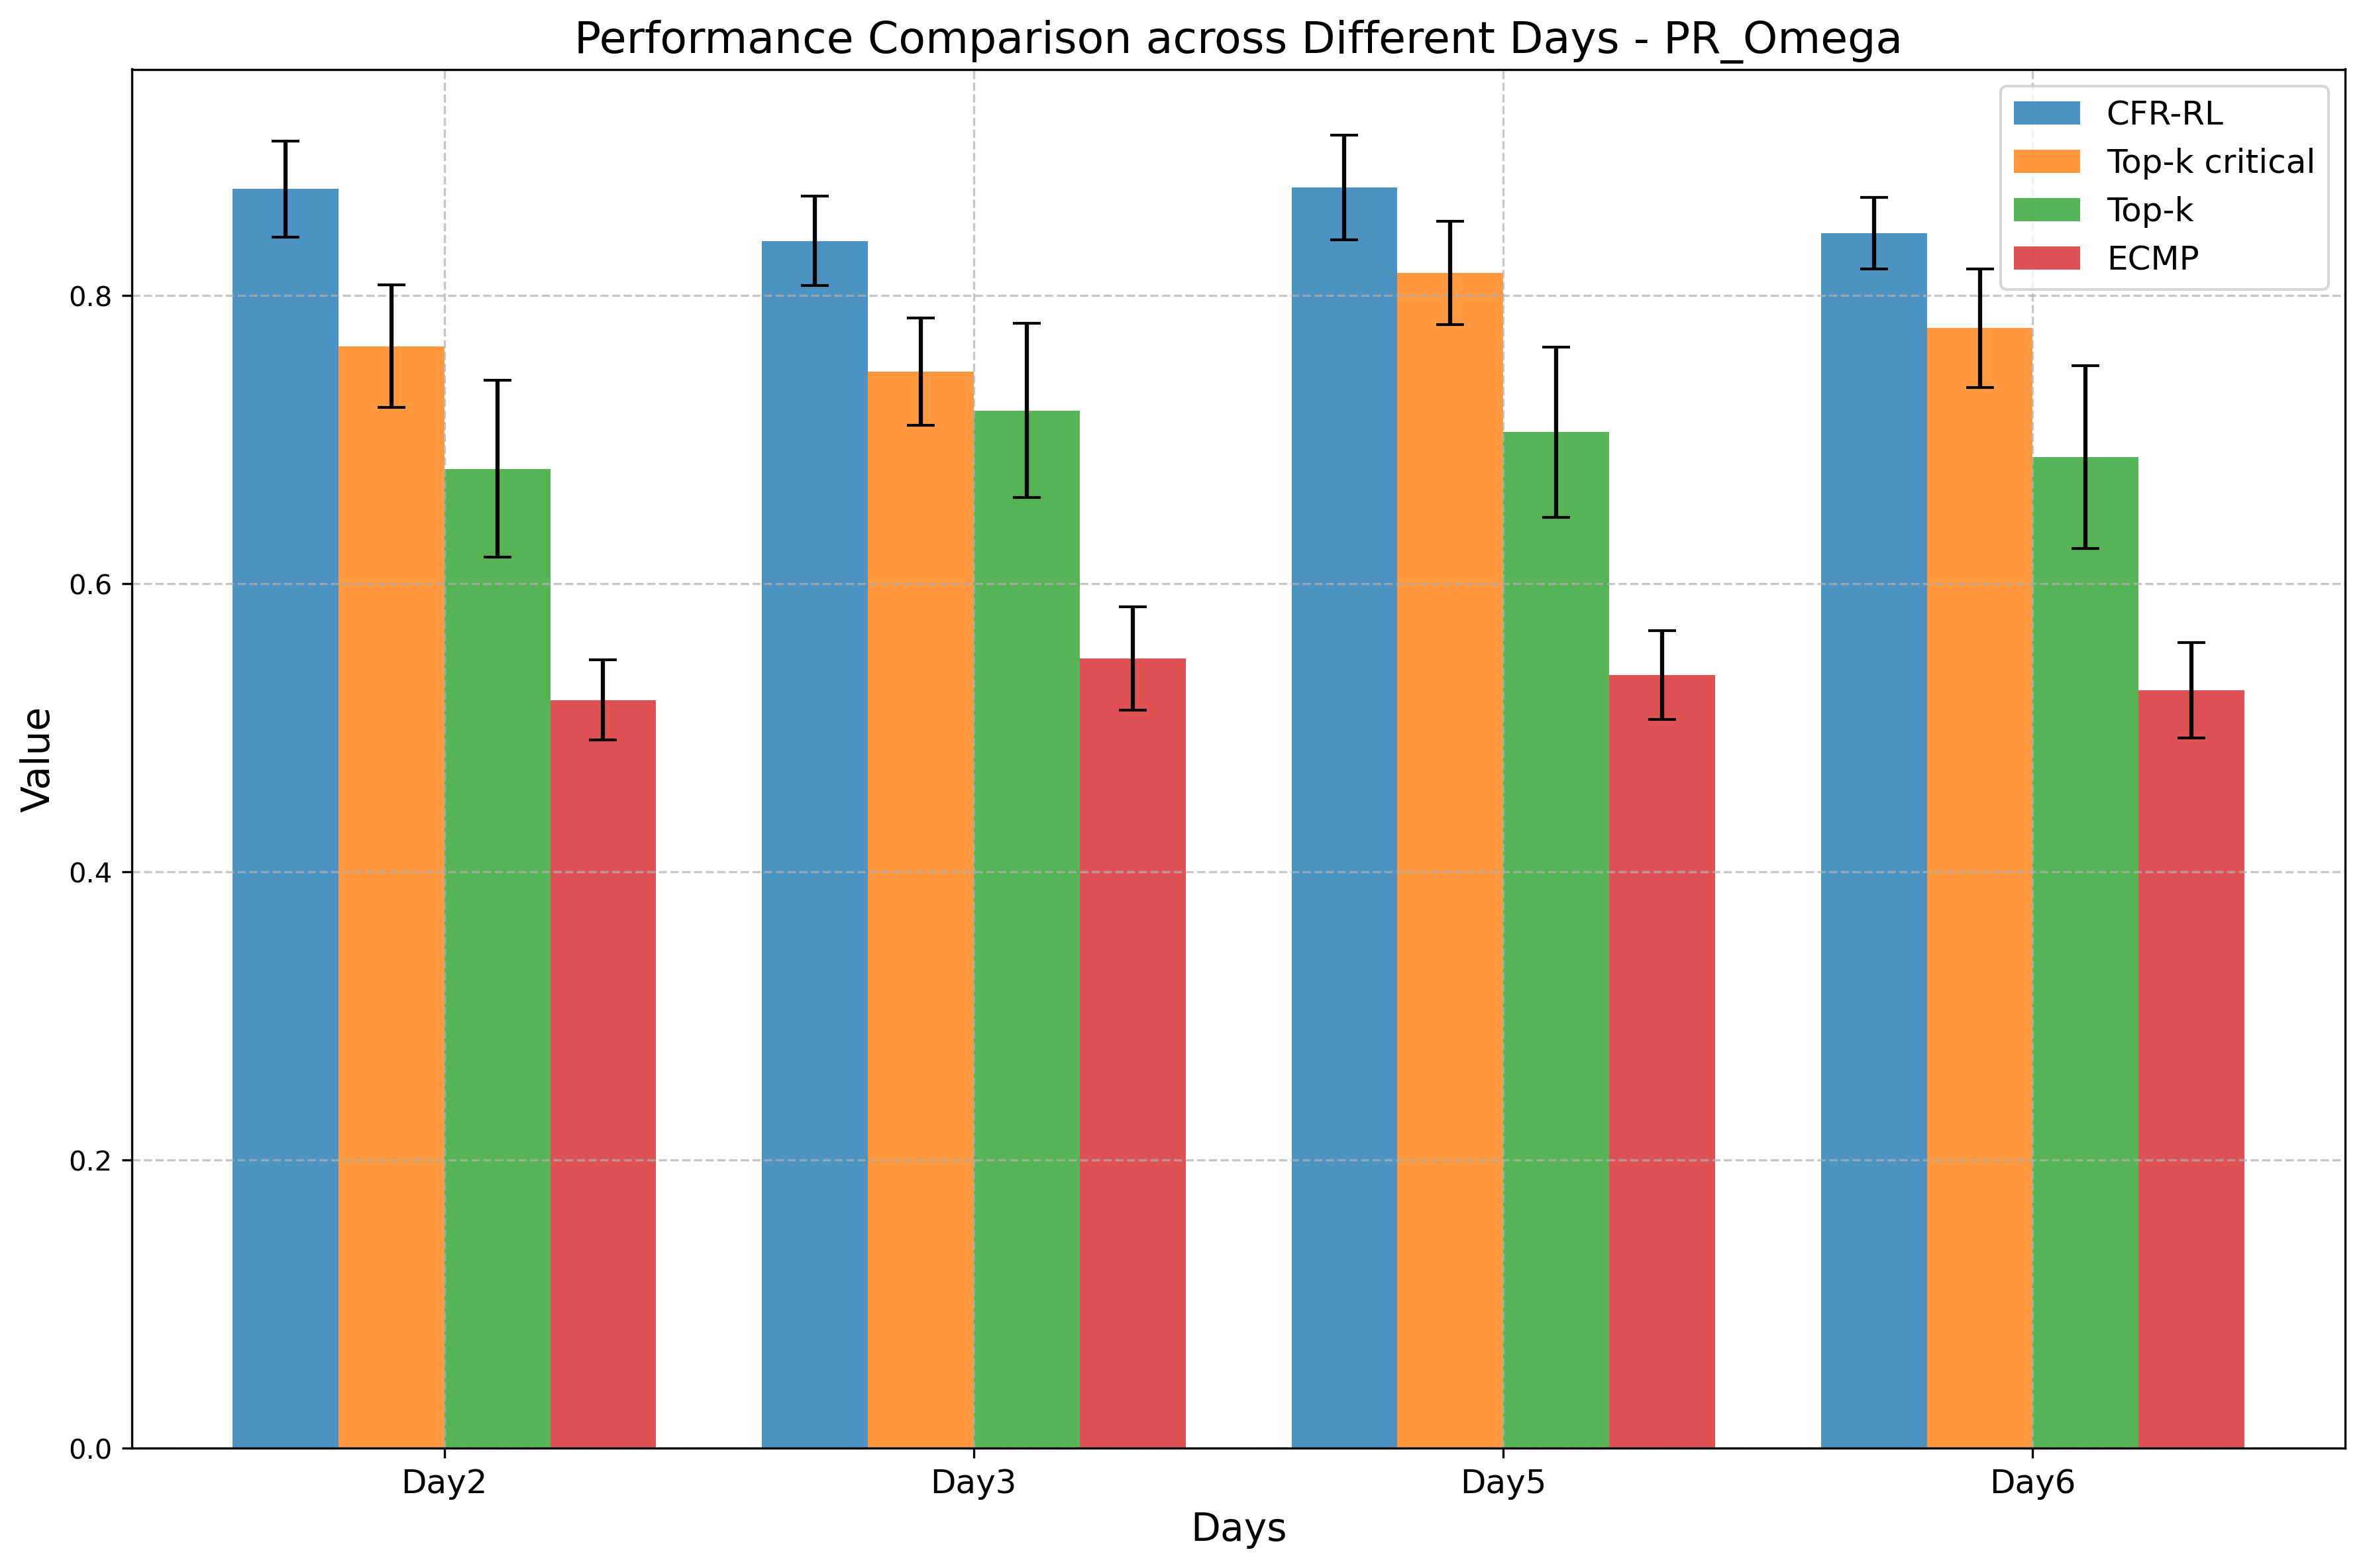 Performance Comparison across Different Days - PR_Omega
CFR-RL
Top-k critical
Top-k
ECMP
Value
0.8
0.6
0.4
0.2
0.0
Day2
Day3
Day5
Day6
Days